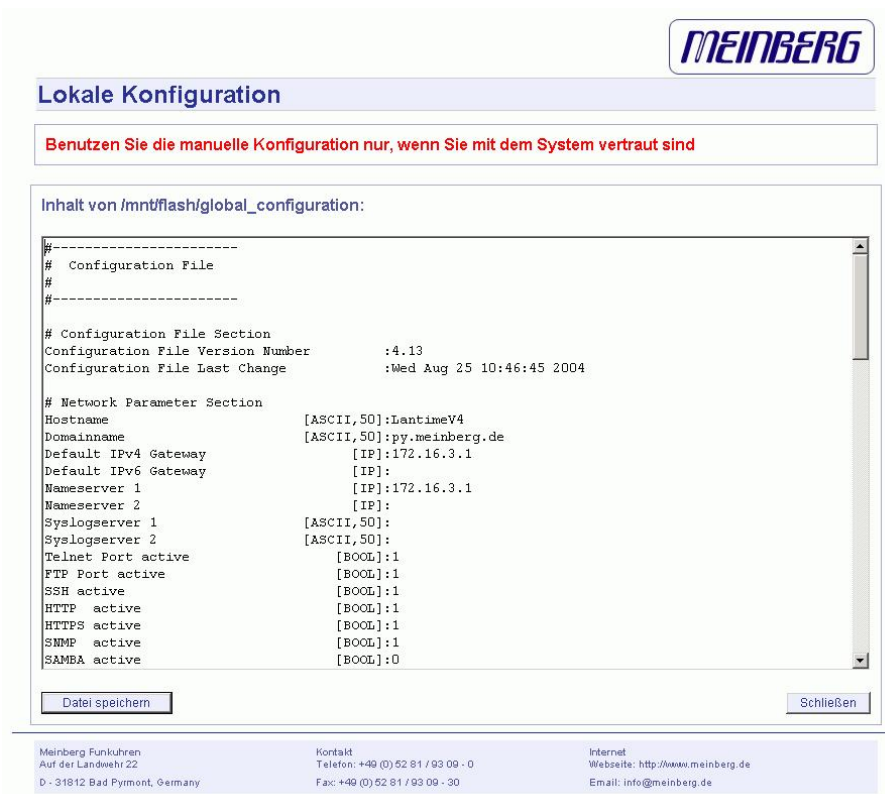 MEINBERG
Lokale Konfiguration
Benutzen Sie die manuelle Konfiguration nur, wenn Sie mit dem System vertraut sind
Inhalt von /mnt/flash/global_configuration:
#-----------------------
#  Configuration File
#
#-----------------------
# Configuration File Section
Configuration File Version Number :4.13
Configuration File Last Change :Wed Aug 25 10:46:45 2004
# Network Parameter Section
Hostname [ASCII,50]:LantimeV4
Domainname [ASCII,50]:py.meinberg.de
Default IPv4 Gateway [IP]:172.16.3.1
Default IPv6 Gateway [IP]:
Nameserver 1 [IP]:172.16.3.1
Nameserver 2 [IP]:
Syslogserver 1 [ASCII,50]:
Syslogserver 2 [ASCII,50]:
Telnet Port active [BOOL]:1
FTP Port active [BOOL]:1
SSH active [BOOL]:1
HTTP  active [BOOL]:1
HTTPS active [BOOL]:1
SNMP  active [BOOL]:1
SAMBA active [BOOL]:0
Datei speichern Schließen
Meinberg Funkuhren Kontakt Internet
Auf der Landwehr 22 Telefon: +49 (0) 52 81 / 93 09 - 0 Webseite: http://www.meinberg.de
D - 31812 Bad Pyrmont, Germany Fax: +49 (0) 52 81 / 93 09 - 30 Email: info@meinberg.de